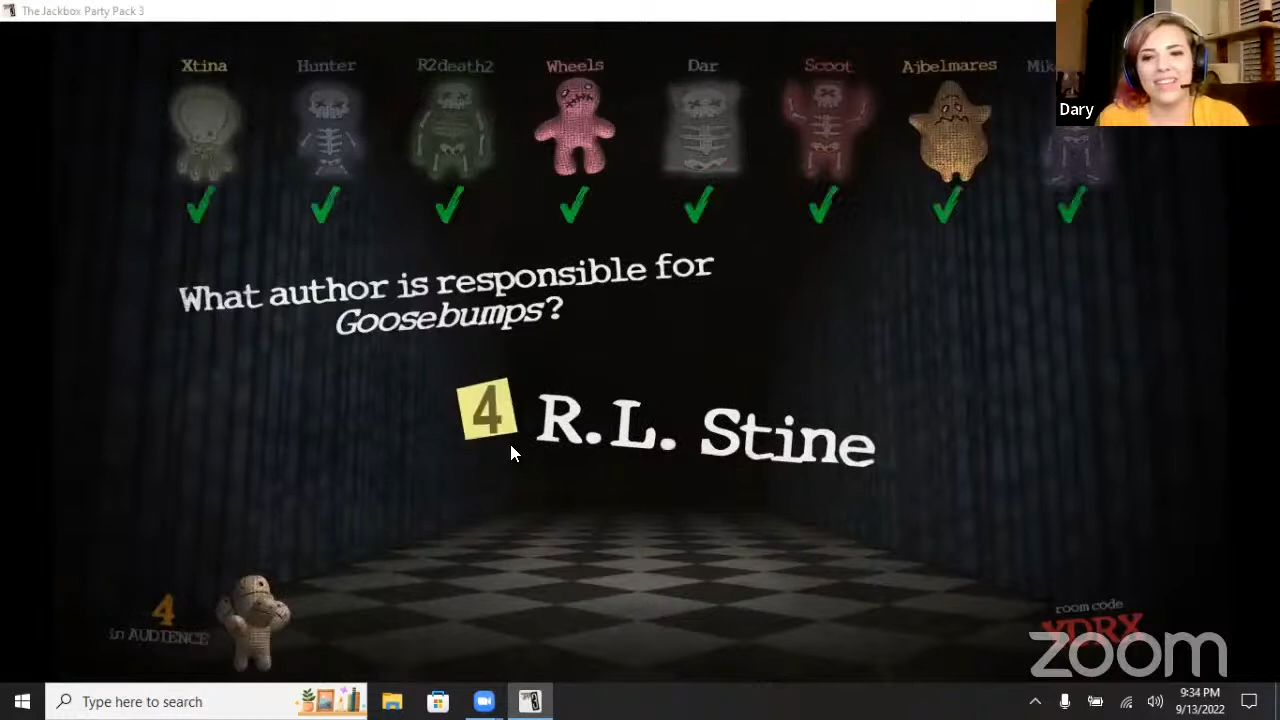 The Jackbox Party Pack 3
Xtina
Hunter
R2death2
Wheels
Dar
Scoot
Ajbelmares
Dary
What author is responsible for
Goosebumps?
4 R.L. Stine
4
in AUDIENCE
room code
XDRX
zoom
Type here to search
9:34 PM
9/13/2022